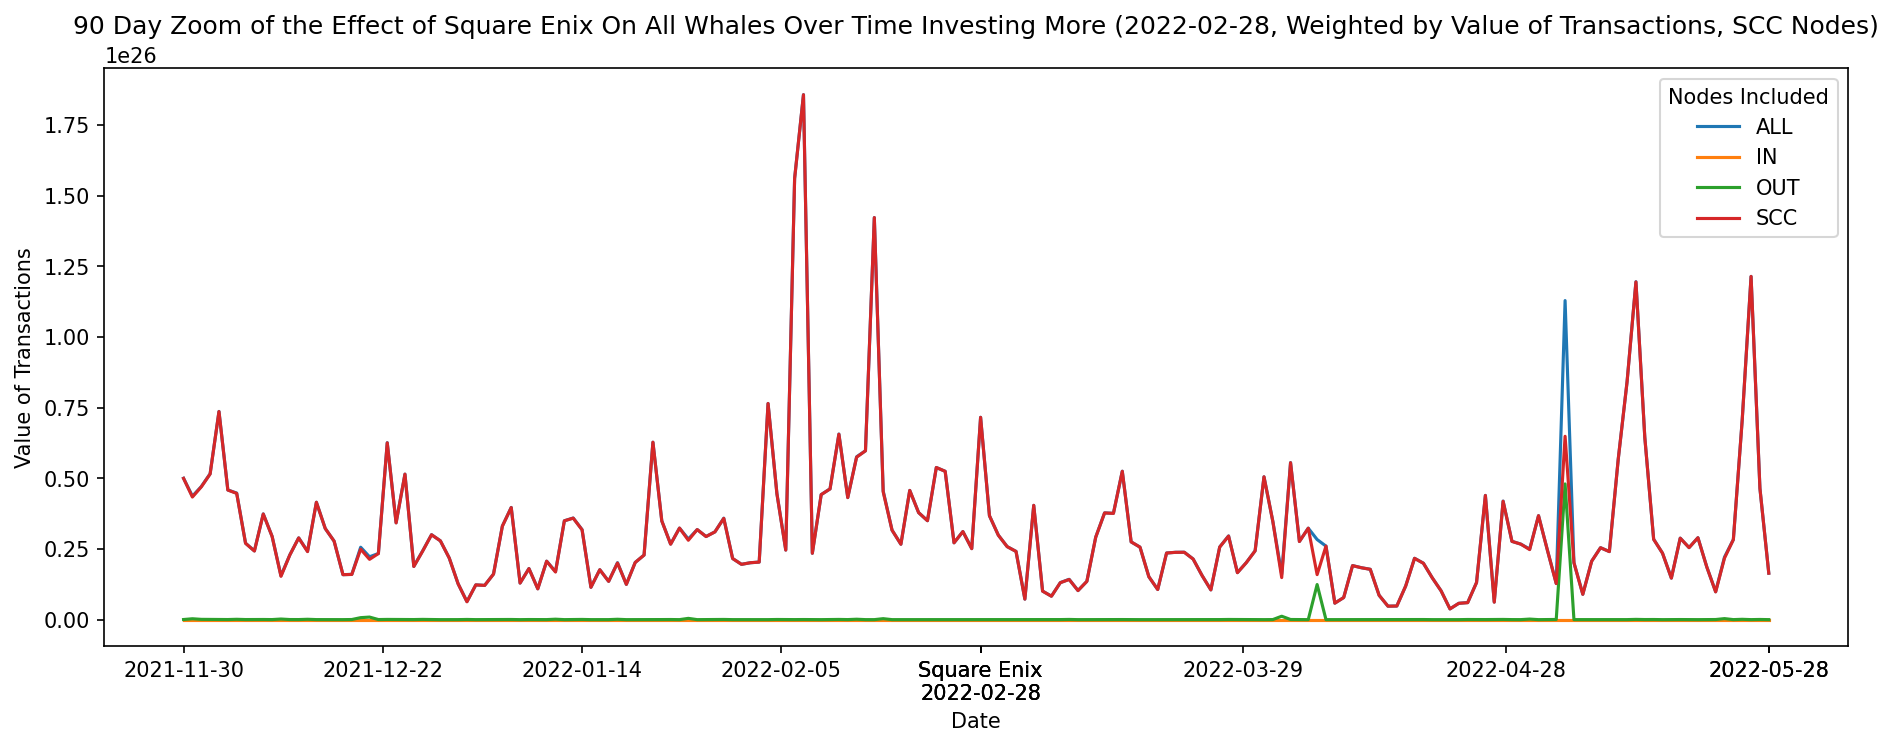 90 Day Zoom of the Effect of Square Enix On All Whales Over Time Investing More (2022-02-28, Weighted by Value of Transactions, SCC Nodes)
1e26
Nodes Included
ALL
IN
OUT
SCC
1.75
1.50
1.25
1.00
0.75
0.50
0.25
0.00
Value of Transactions
2021-11-30
2021-12-22
2022-01-14
2022-02-05
Square Enix
2022-02-28
2022-03-29
2022-04-28
2022-05-28
Date